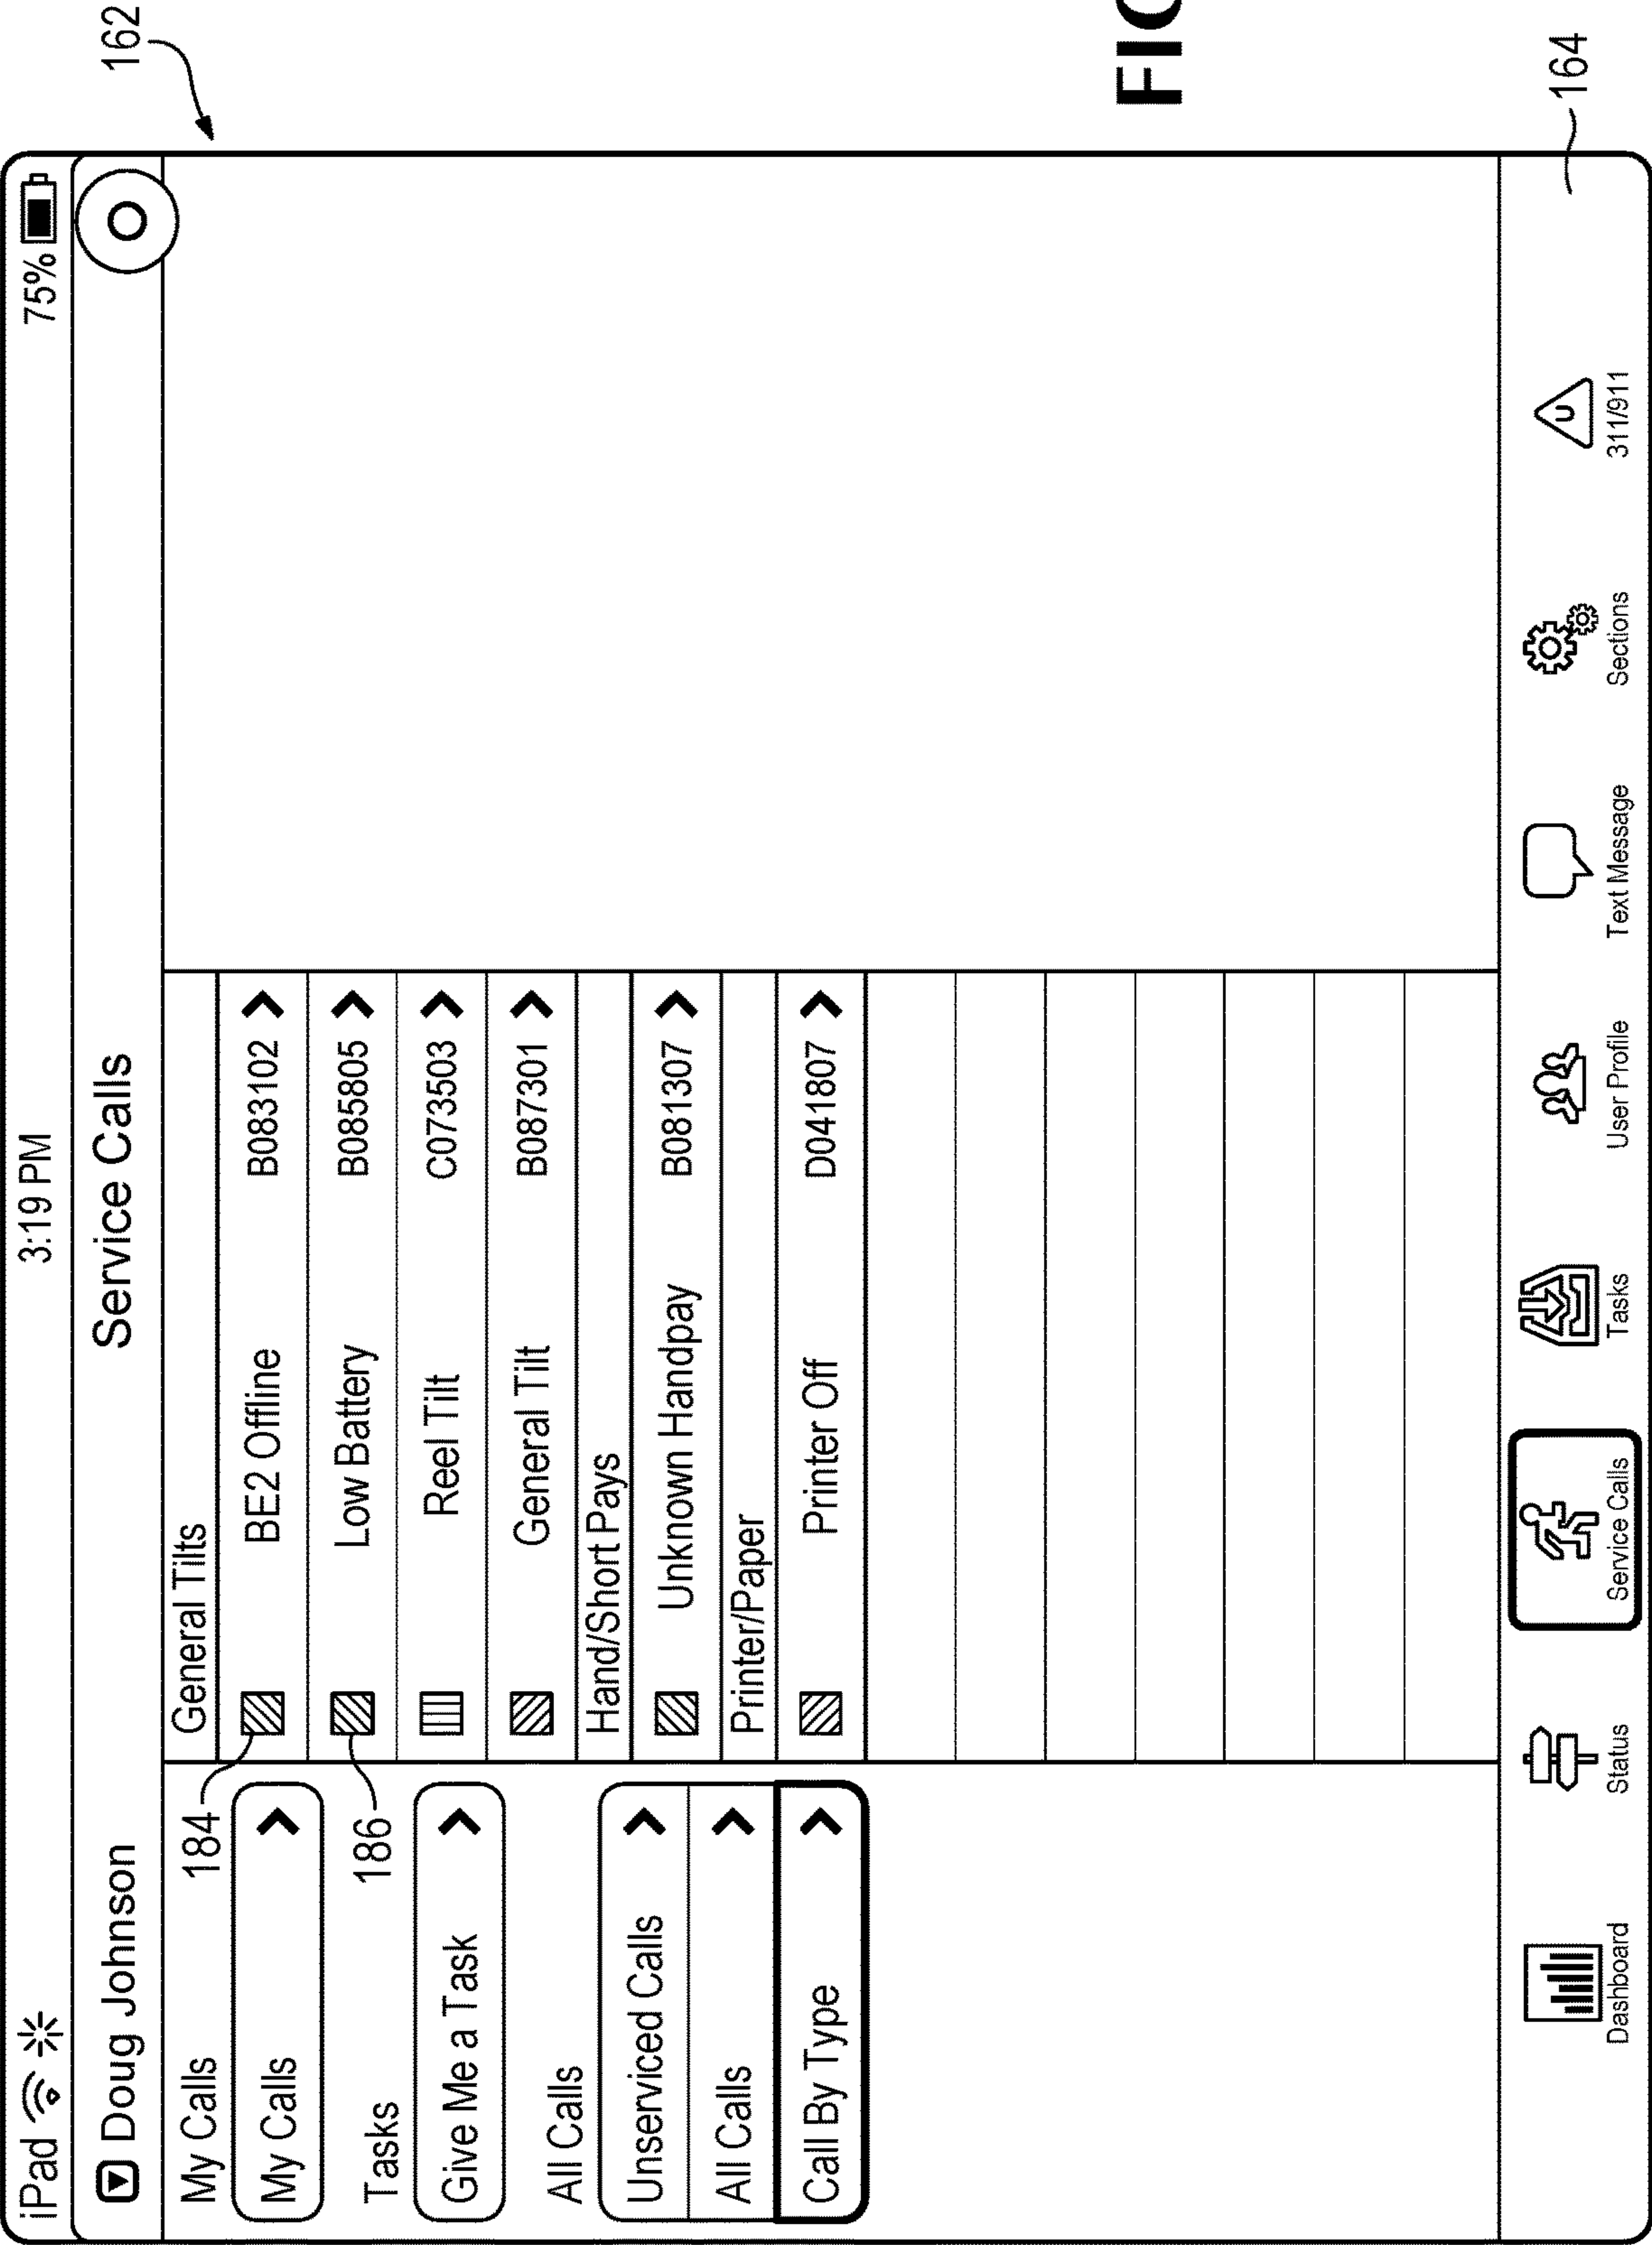 iPad 3:19 PM 75%
Doug Johnson Service Calls
162
My Calls
My Calls
Tasks
Give Me a Task
All Calls
Unserviced Calls
All Calls
Call By Type
184
186
General Tilts
BE2 Offline B083102
Low Battery B085805
Reel Tilt C073503
General Tilt B087301
Hand/Short Pays
Unknown Handpay B081307
Printer/Paper
Printer Off D041807
Dashboard Status Service Calls Tasks User Profile Text Message Sections 311/911
164